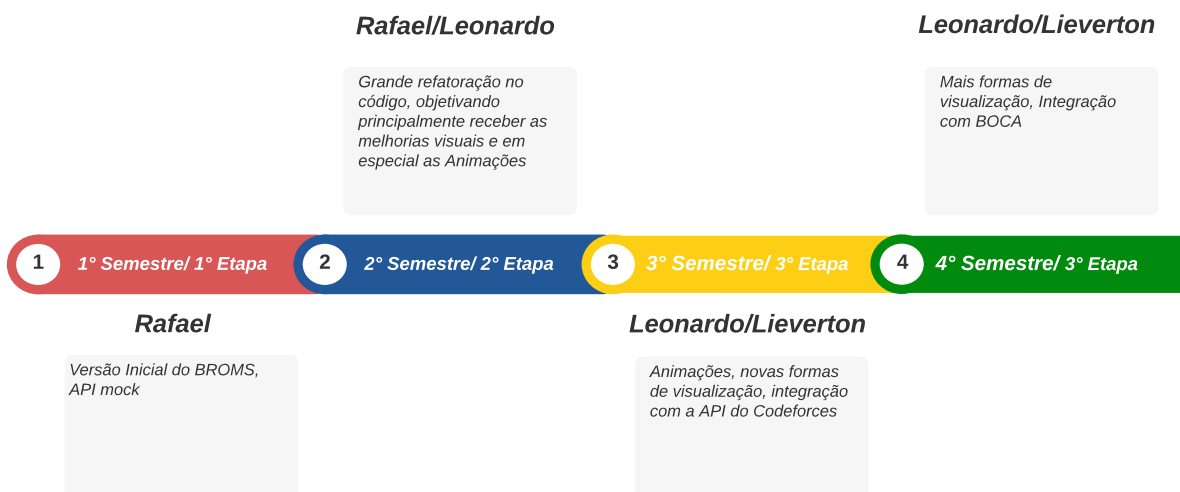 Rafael/Leonardo
Leonardo/Lieverton
Grande refatoração no
código, objetivando
principalmente receber as
melhorias visuais e em
especial as Animações
Mais formas de
visualização, Integração
com BOCA
1 1° Semestre/ 1° Etapa
2 2° Semestre/ 2° Etapa
3 3° Semestre/ 3° Etapa
4 4° Semestre/ 3° Etapa
Rafael
Leonardo/Lieverton
Versão Inicial do BROMS,
API mock
Animações, novas formas
de visualização, integração
com a API do Codeforces